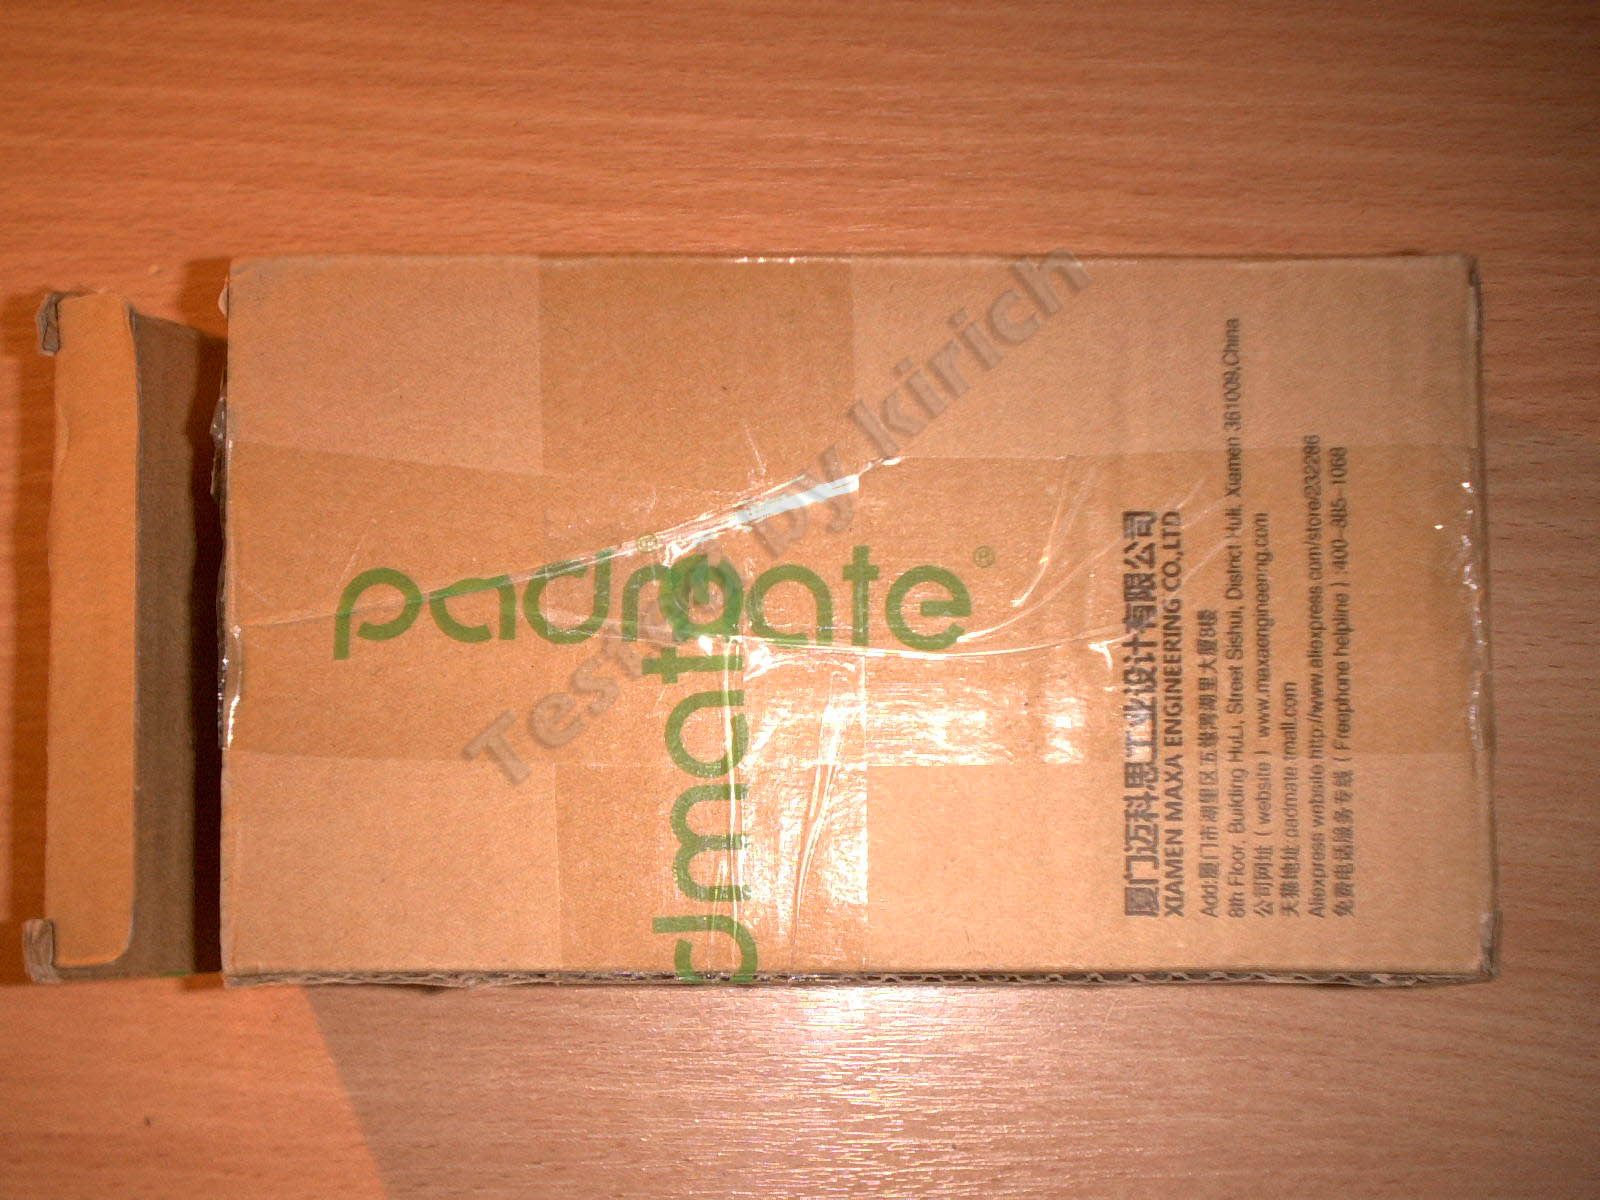 padmate®
padmate®
厦门迈科思工业设计有限公司
XIAMEN MAXA ENGINEERING CO.,LTD
Add:厦门市湖里区五缘湾湖里大厦8楼
8th Floor, Building HuLi, Street Sishui, District Huli, Xiamen 361009,China
公司网址（website）www.maxaengineering.com
天猫地址 padmate.tmall.com
Aliexpress website http://www.aliexpress.com/store/232286
免费电话服务专线（Freephone helpline）:400-885-1068
Tested by kirich